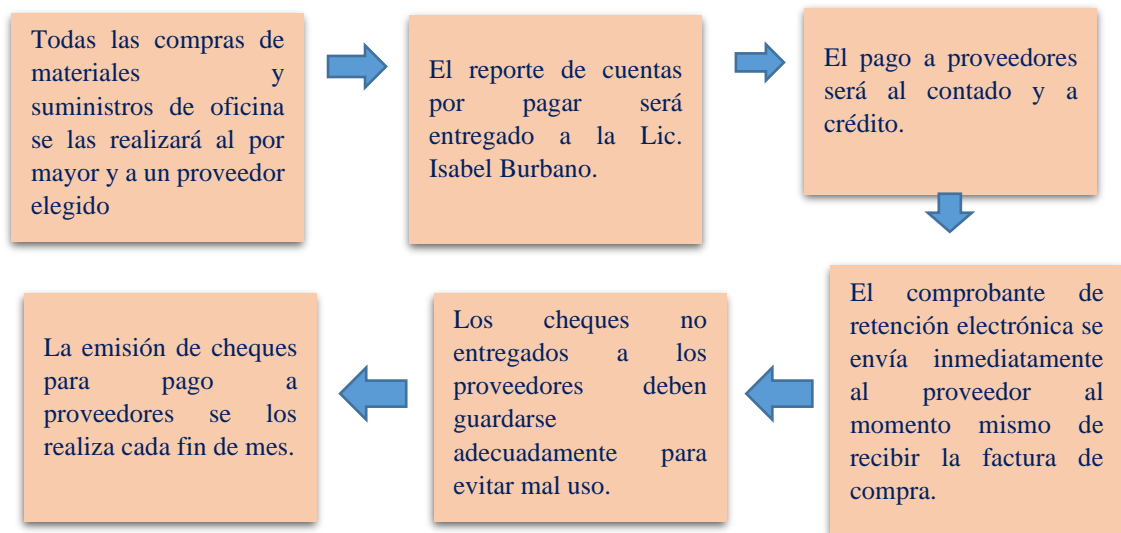 Todas las compras de
materiales y
suministros de oficina
se las realizará al por
mayor y a un proveedor
elegido
El reporte de cuentas
por pagar será
entregado a la Lic.
Isabel Burbano.
El pago a proveedores
será al contado y a
crédito.
El comprobante de
retención electrónica se
envía inmediatamente
al proveedor al
momento mismo de
recibir la factura de
compra.
Los cheques no
entregados a los
proveedores deben
guardarse
adecuadamente para
evitar mal uso.
La emisión de cheques
para pago a
proveedores se los
realiza cada fin de mes.